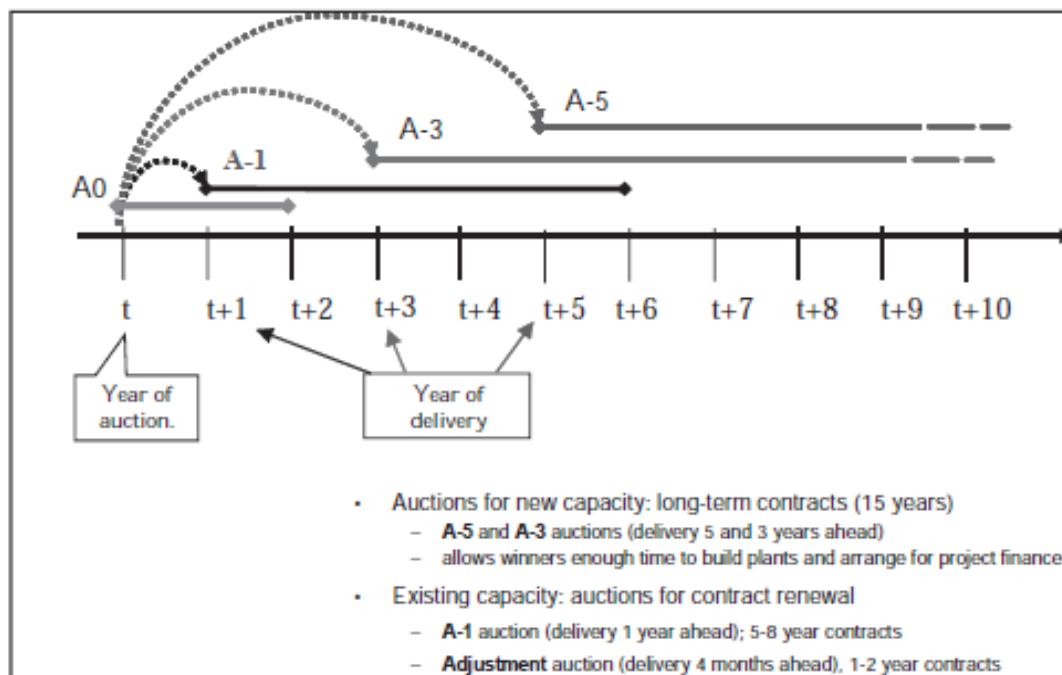 A-5
A-3
A-1
A0
t t+1 t+2 t+3 t+4 t+5 t+6 t+7 t+8 t+9 t+10
Year of
auction.
Year of
delivery
• Auctions for new capacity: long-term contracts (15 years)
– A-5 and A-3 auctions (delivery 5 and 3 years ahead)
– allows winners enough time to build plants and arrange for project finance
• Existing capacity: auctions for contract renewal
– A-1 auction (delivery 1 year ahead); 5-8 year contracts
– Adjustment auction (delivery 4 months ahead), 1-2 year contracts